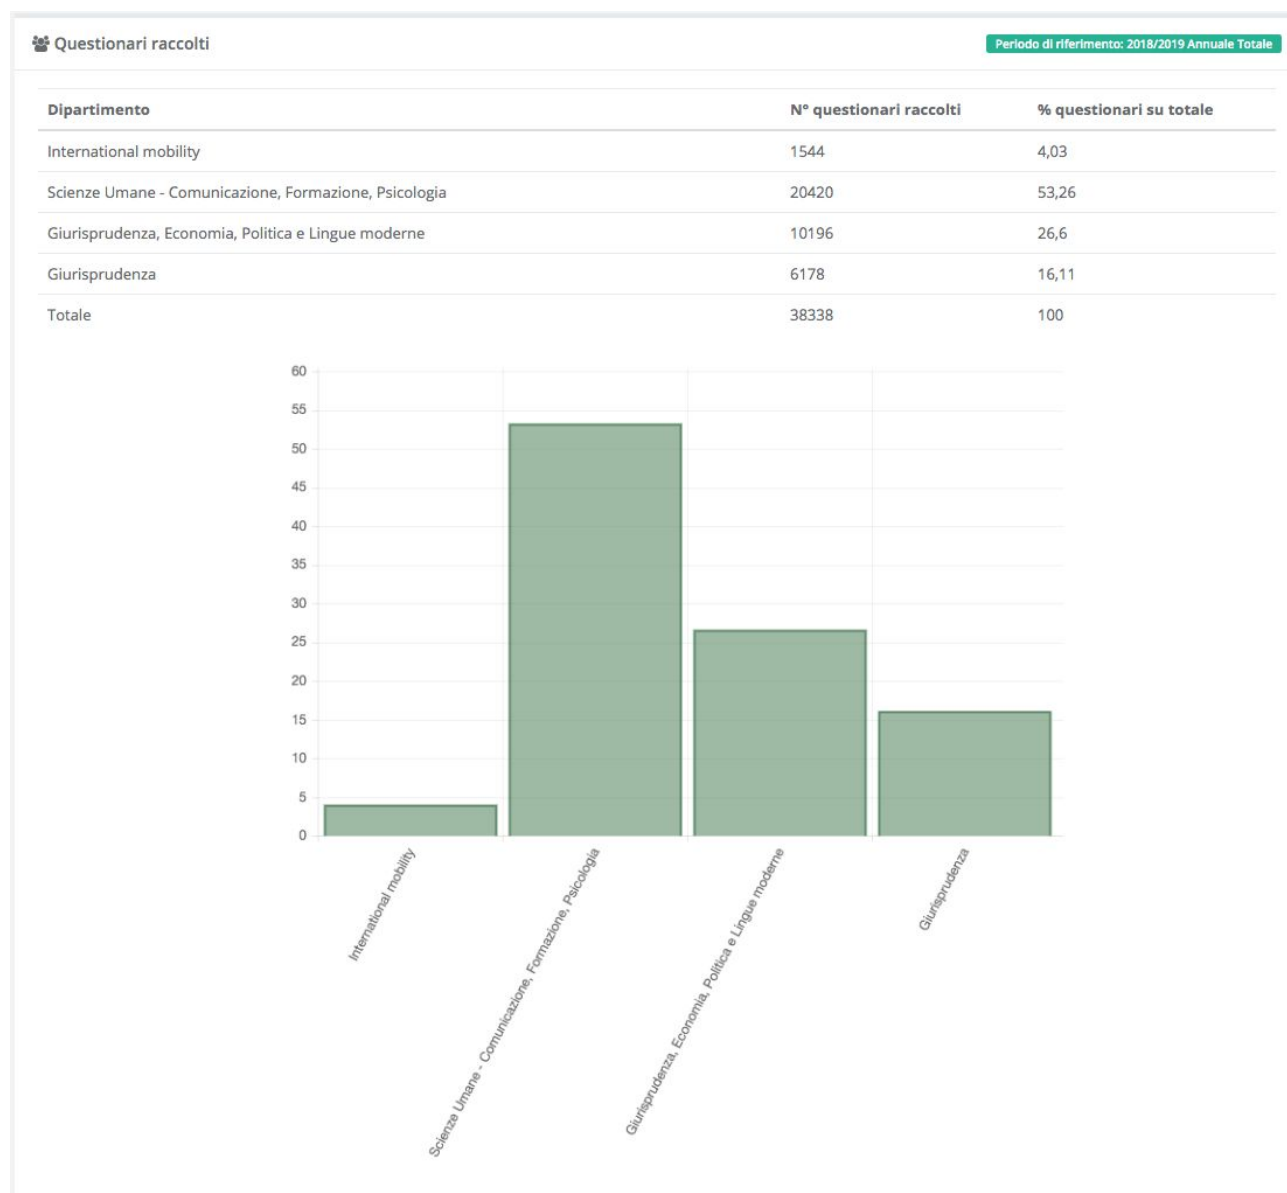 Questionari raccolti
Periodo di riferimento: 2018/2019 Annuale Totale
Dipartimento N° questionari raccolti % questionari su totale
International mobility 1544 4,03
Scienze Umane - Comunicazione, Formazione, Psicologia 20420 53,26
Giurisprudenza, Economia, Politica e Lingue moderne 10196 26,6
Giurisprudenza 6178 16,11
Totale 38338 100
60
55
50
45
40
35
30
25
20
15
10
5
0
International mobility
Scienze Umane - Comunicazione, Formazione, Psicologia
Giurisprudenza, Economia, Politica e Lingue moderne
Giurisprudenza